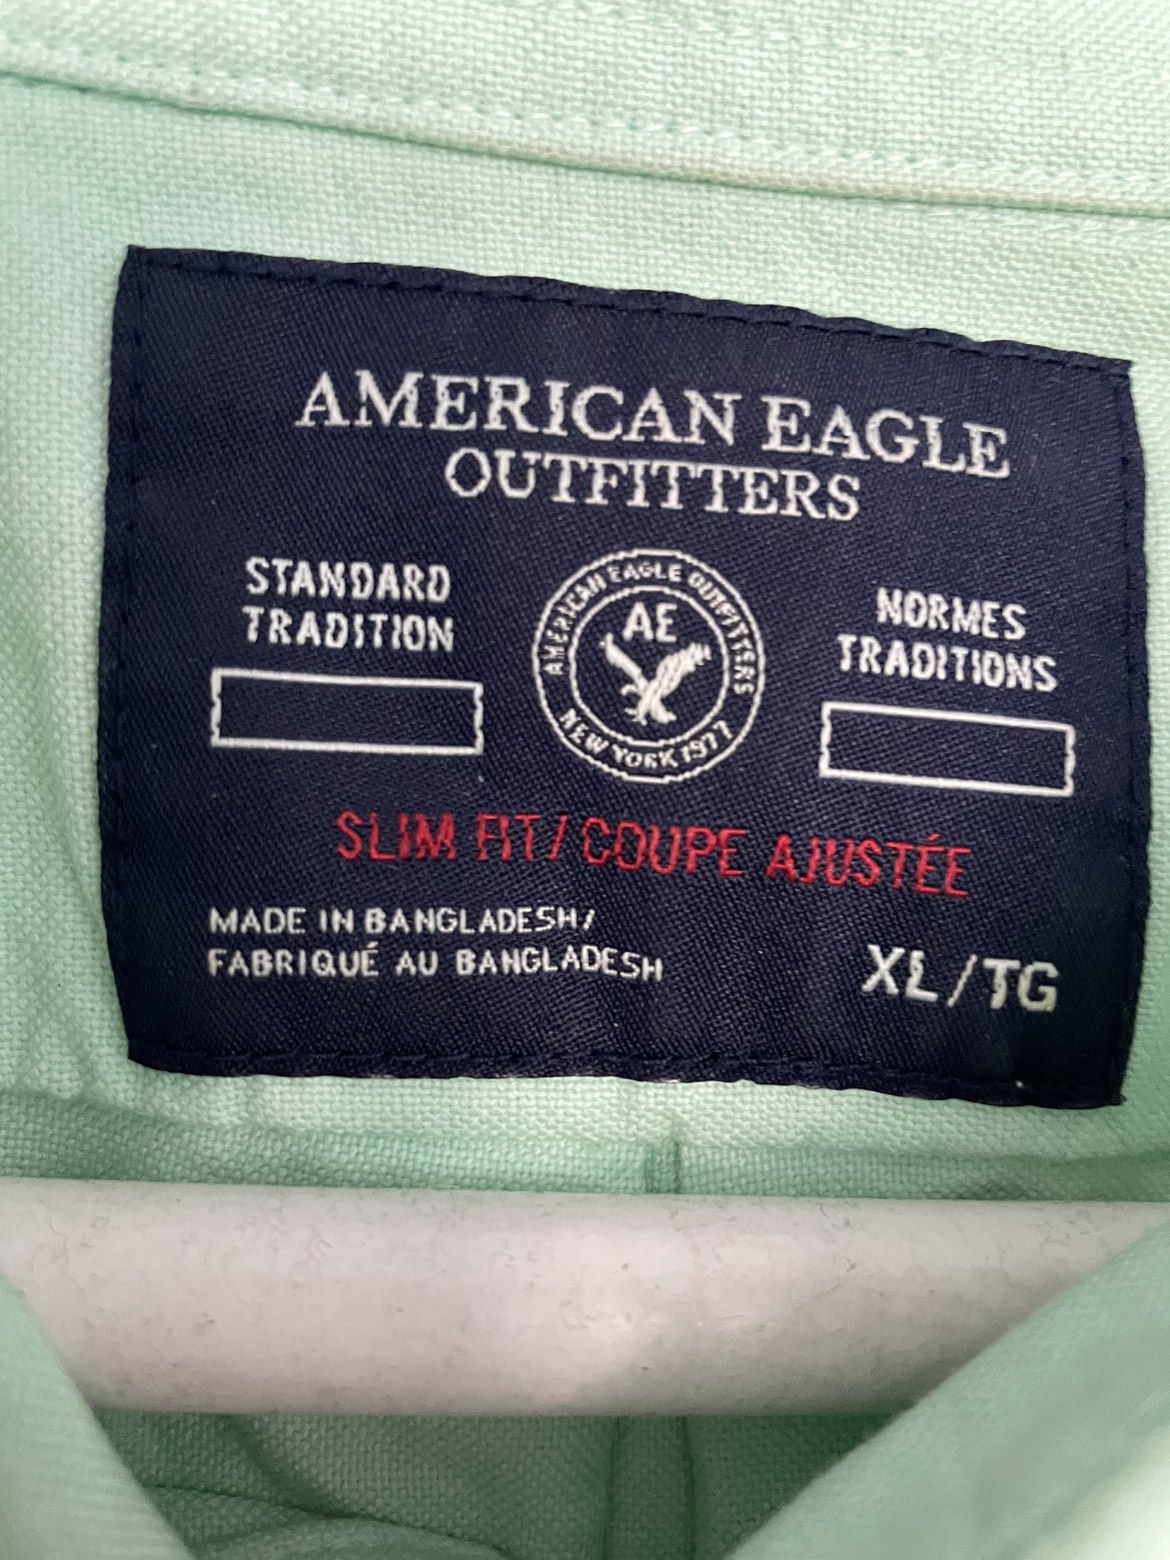 AMERICAN EAGLE
OUTFITTERS
STANDARD
TRADITION
AMERICAN EAGLE OUTFITTERS
AE
NEW YORK 1977
NORMES
TRADITIONS
SLIM FIT / COUPE AJUSTÉE
MADE IN BANGLADESH/
FABRIQUÉ AU BANGLADESH
XL/TG